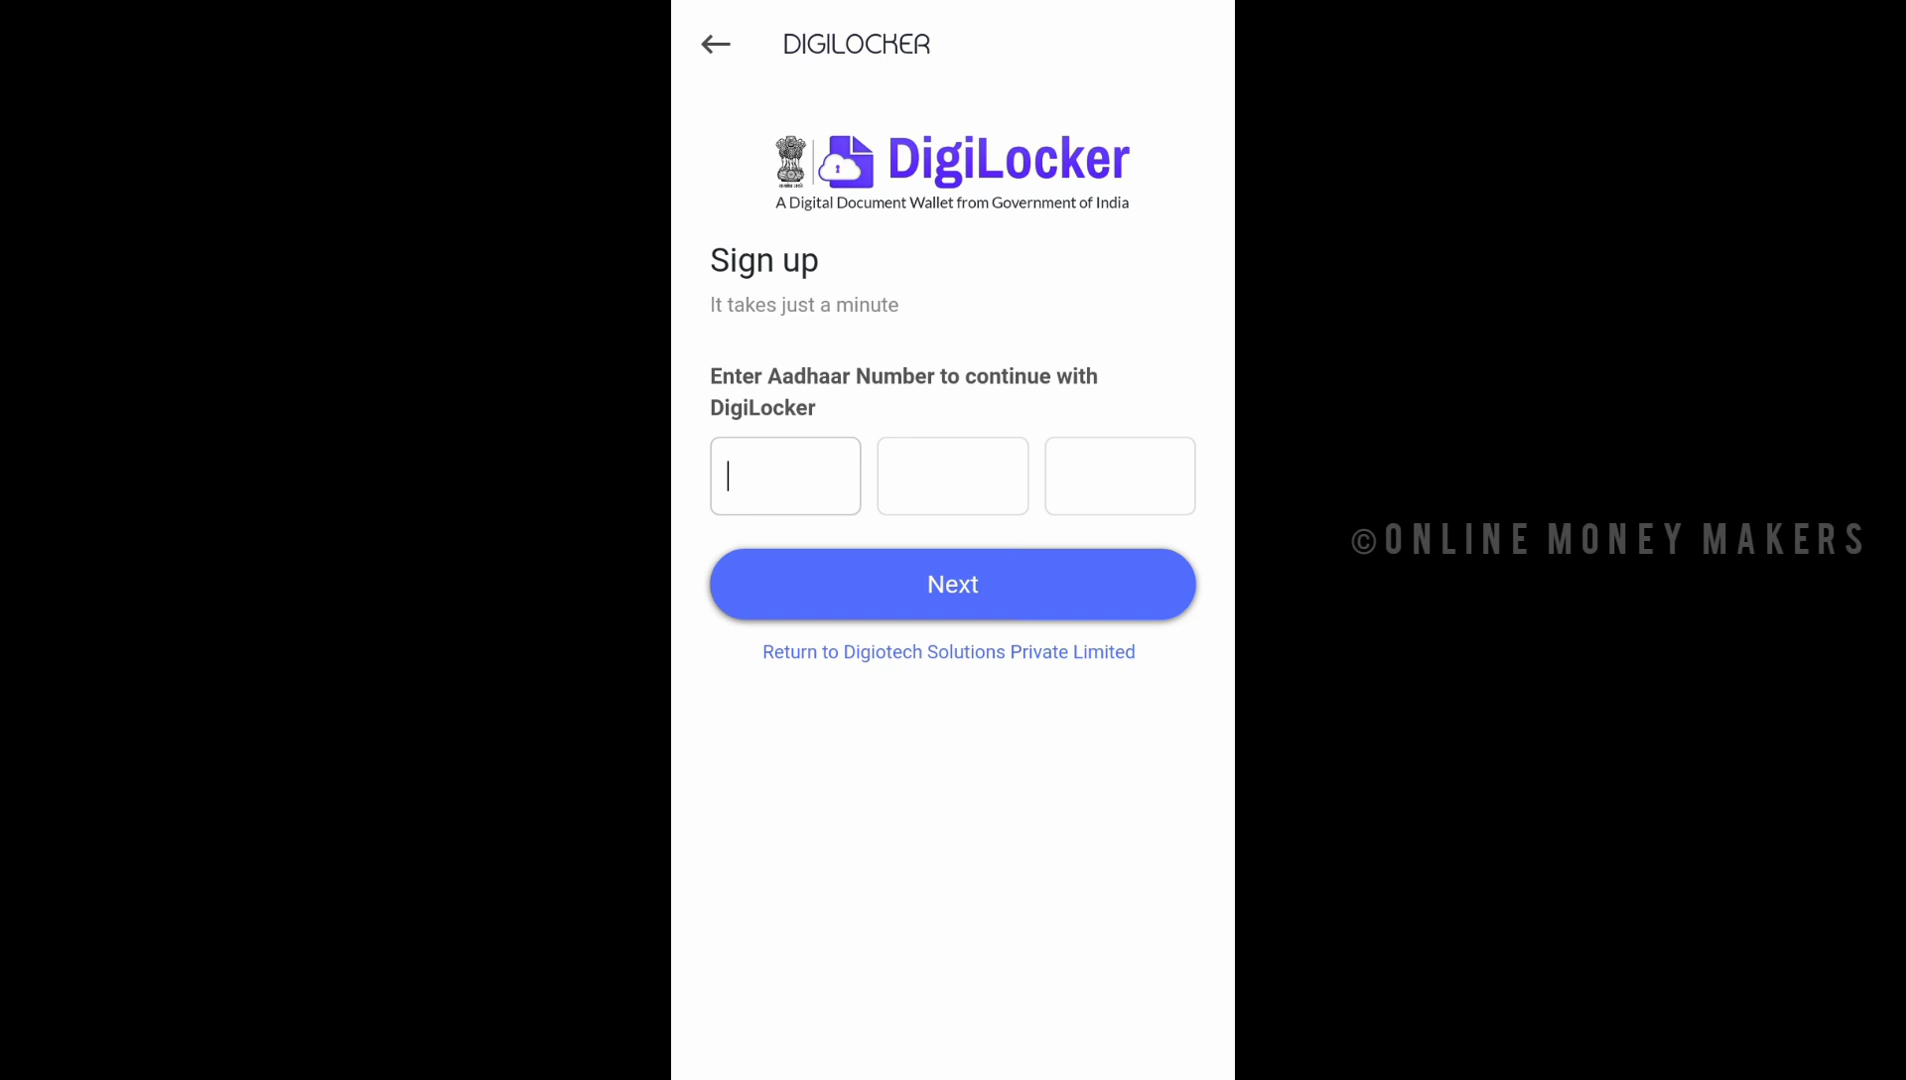 DIGILOCKER
DigiLocker
A Digital Document Wallet from Government of India
Sign up
It takes just a minute
Enter Aadhaar Number to continue with
DigiLocker
Next
Return to Digiotech Solutions Private Limited
©ONLINE MONEY MAKERS